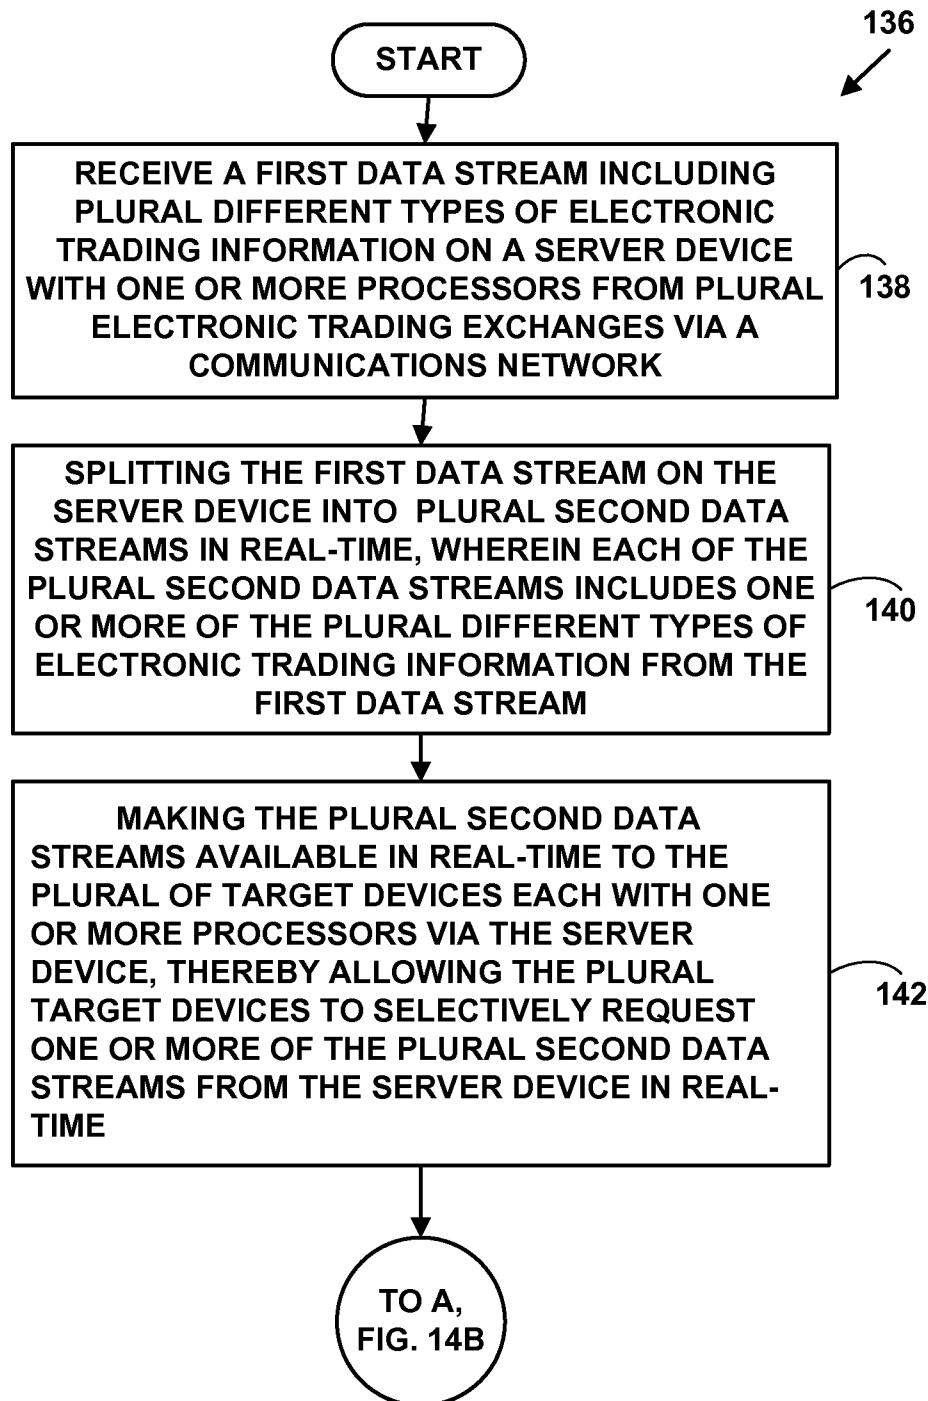 136
START
RECEIVE A FIRST DATA STREAM INCLUDING
PLURAL DIFFERENT TYPES OF ELECTRONIC
TRADING INFORMATION ON A SERVER DEVICE
WITH ONE OR MORE PROCESSORS FROM PLURAL
ELECTRONIC TRADING EXCHANGES VIA A
COMMUNICATIONS NETWORK
138
SPLITTING THE FIRST DATA STREAM ON THE
SERVER DEVICE INTO PLURAL SECOND DATA
STREAMS IN REAL-TIME, WHEREIN EACH OF THE
PLURAL SECOND DATA STREAMS INCLUDES ONE
OR MORE OF THE PLURAL DIFFERENT TYPES OF
ELECTRONIC TRADING INFORMATION FROM THE
FIRST DATA STREAM
140
MAKING THE PLURAL SECOND DATA
STREAMS AVAILABLE IN REAL-TIME TO THE
PLURAL OF TARGET DEVICES EACH WITH ONE
OR MORE PROCESSORS VIA THE SERVER
DEVICE, THEREBY ALLOWING THE PLURAL
TARGET DEVICES TO SELECTIVELY REQUEST
ONE OR MORE OF THE PLURAL SECOND DATA
STREAMS FROM THE SERVER DEVICE IN REAL-
TIME
142
TO A,
FIG. 14B